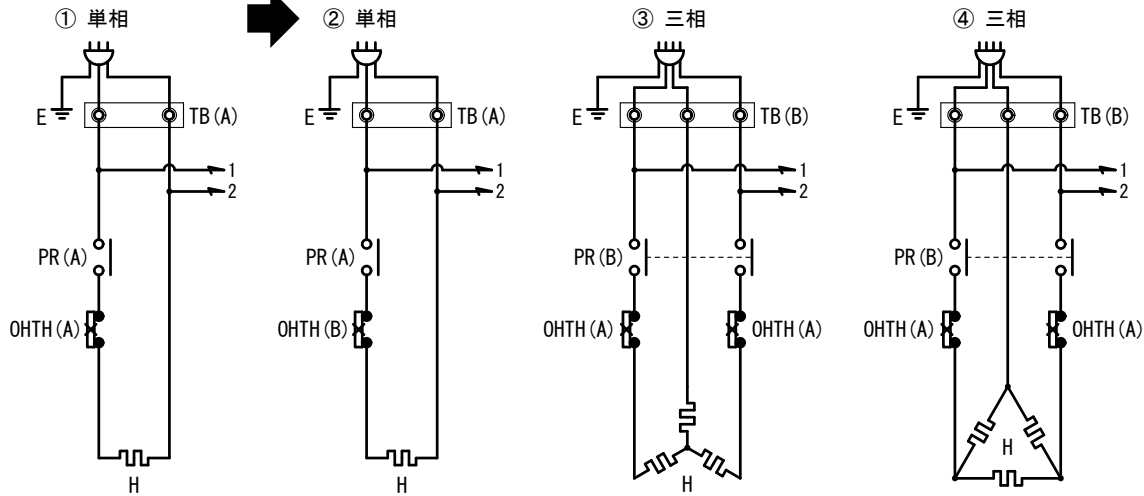 ① 単相
② 単相
③ 三相
④ 三相
E
TB(A)
E
TB(A)
E
TB(B)
E
TB(B)
1
1
1
1
2
2
2
2
PR(A)
PR(A)
PR(B)
PR(B)
OHTH(A)
OHTH(B)
OHTH(A)
OHTH(A)
OHTH(A)
OHTH(A)
H
H
H
H